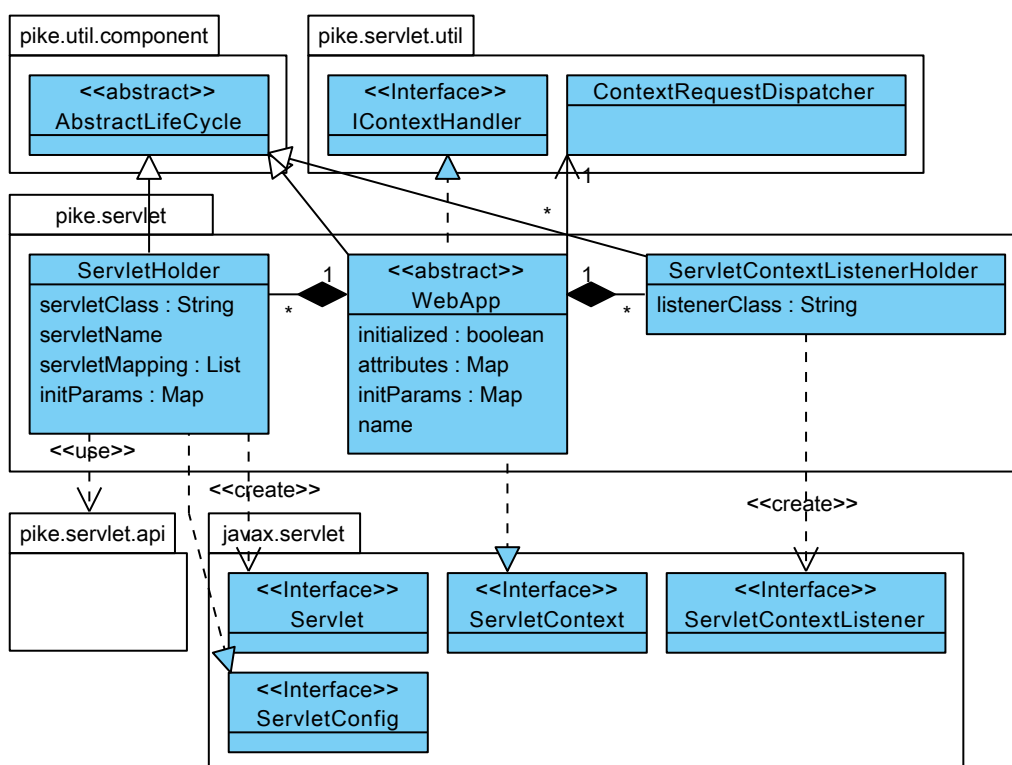 pike.util.component
pike.servlet.util
<<abstract>>
AbstractLifeCycle
<<Interface>>
IContextHandler
ContextRequestDispatcher
1
*
pike.servlet
ServletHolder
servletClass : String
servletName
servletMapping : List
initParams : Map
1
*
<<abstract>>
WebApp
initialized : boolean
attributes : Map
initParams : Map
name
1
*
ServletContextListenerHolder
listenerClass : String
<<use>>
<<create>>
<<create>>
pike.servlet.api
javax.servlet
<<Interface>>
Servlet
<<Interface>>
ServletContext
<<Interface>>
ServletContextListener
<<Interface>>
ServletConfig